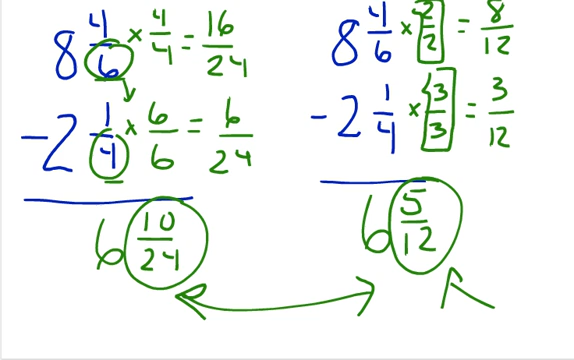 8 4/6 × 4/4 = 16/24
- 2 1/4 × 6/6 = 6/24
6 10/24
8 4/6 × 2/2 = 8/12
- 2 1/4 × 3/3 = 3/12
6 5/12